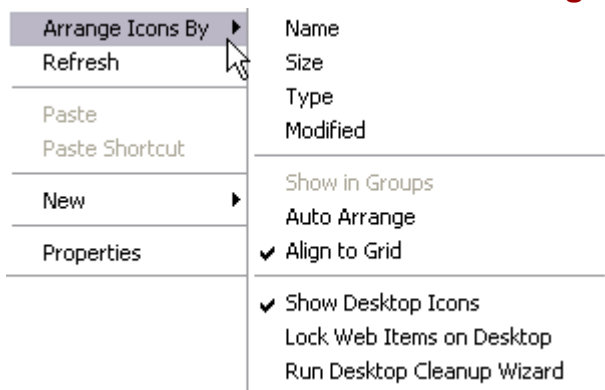 Arrange Icons By
Refresh
Paste
Paste Shortcut
New
Properties
Name
Size
Type
Modified
Show in Groups
Auto Arrange
Align to Grid
Show Desktop Icons
Lock Web Items on Desktop
Run Desktop Cleanup Wizard